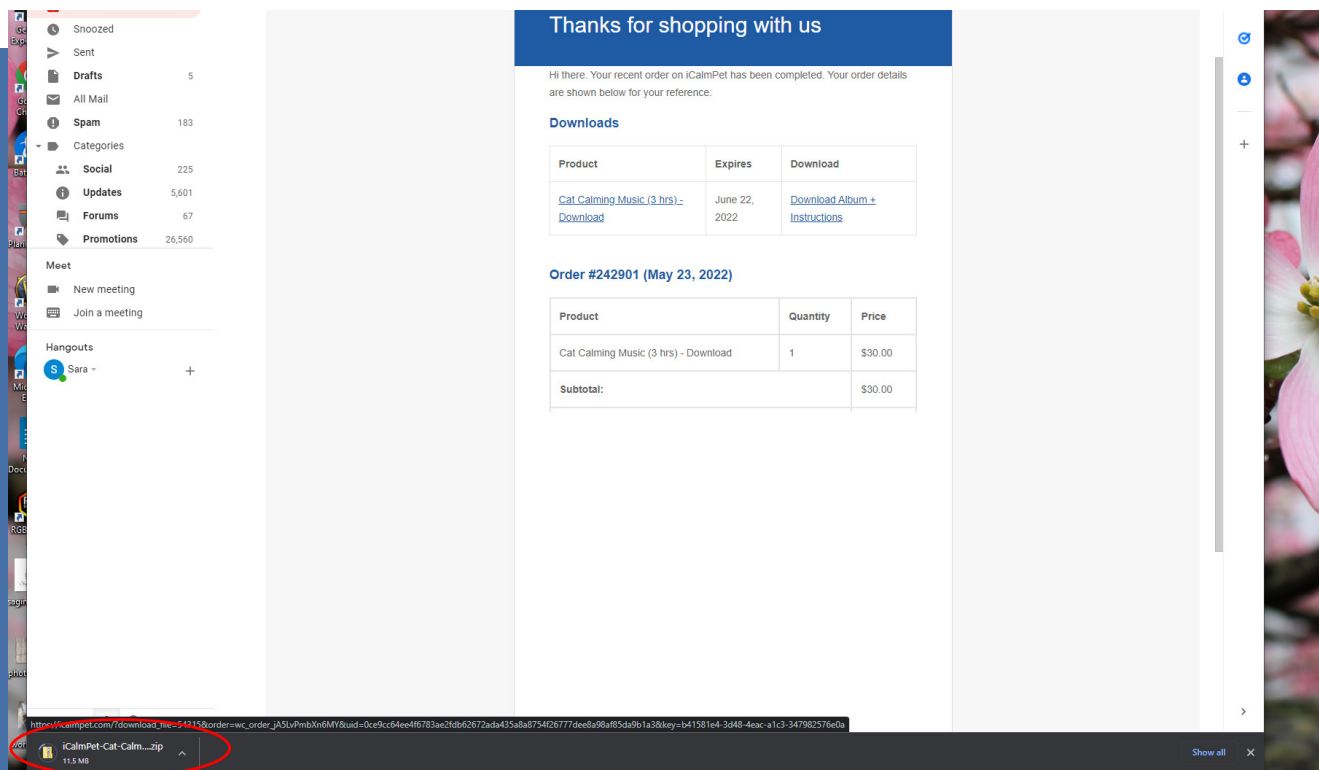 Snoozed
Sent
Drafts 5
All Mail
Spam 183
Categories
Social 225
Updates 5,601
Forums 67
Promotions 26,560
Meet
New meeting
Join a meeting
Hangouts
S Sara
Thanks for shopping with us
Hi there. Your recent order on iCalmPet has been completed. Your order details
are shown below for your reference:
Downloads
Product Expires Download
Cat Calming Music (3 hrs) - June 22, Download Album +
Download 2022 Instructions
Order #242901 (May 23, 2022)
Product Quantity Price
Cat Calming Music (3 hrs) - Download 1 $30.00
Subtotal: $30.00
iCalmPet-Cat-Calm....zip
11.5 MB
Show all